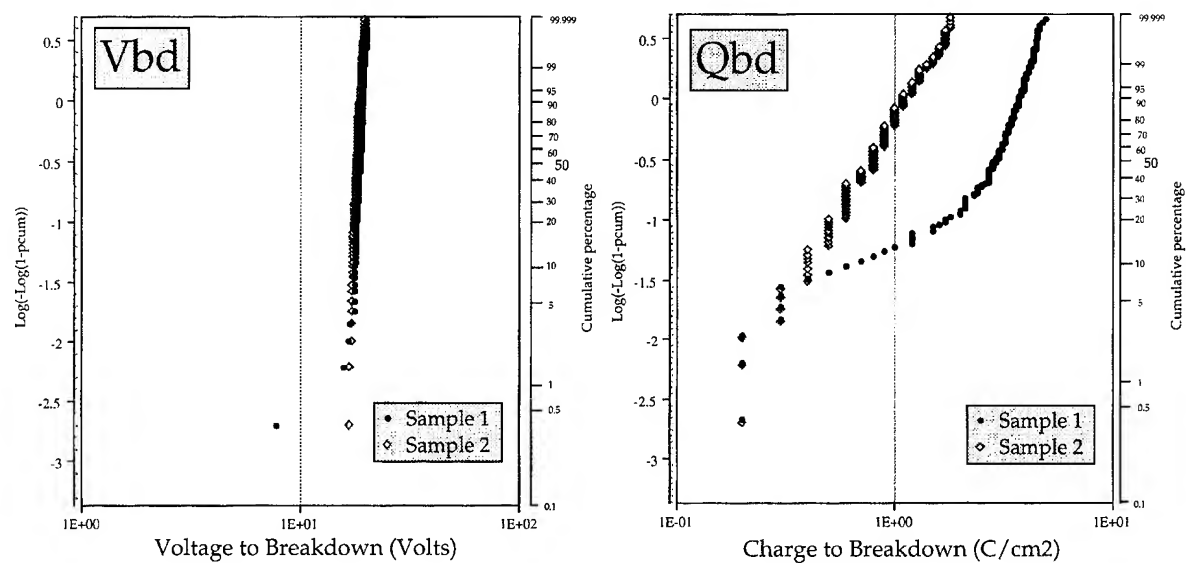 Vbd
Log(-Log(1-pcum))
0.5
0
-0.5
-1
-1.5
-2
-2.5
-3
99.999
99
95
90
80
70
60
50
40
30
20
10
5
1
0.5
0.1
Cumulative percentage
Sample 1
Sample 2
1E+00
1E+01
1E+02
Voltage to Breakdown (Volts)
Qbd
Log(-Log(1-pcum))
0.5
0
-0.5
-1
-1.5
-2
-2.5
-3
99.999
99
95
90
80
70
60
50
40
30
20
10
5
1
0.5
0.1
Cumulative percentage
Sample 1
Sample 2
1E-01
1E+00
1E+01
Charge to Breakdown (C/cm2)